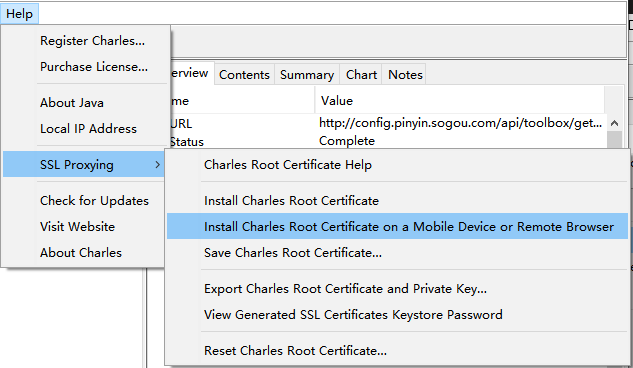 Help
Register Charles...
Purchase License...
About Java
Local IP Address
SSL Proxying
Check for Updates
Visit Website
About Charles
erview Contents Summary Chart Notes
me Value
URL http://config.pinyin.sogou.com/api/toolbox/get...
Status Complete
Charles Root Certificate Help
Install Charles Root Certificate
Install Charles Root Certificate on a Mobile Device or Remote Browser
Save Charles Root Certificate...
Export Charles Root Certificate and Private Key...
View Generated SSL Certificates Keystore Password
Reset Charles Root Certificate...